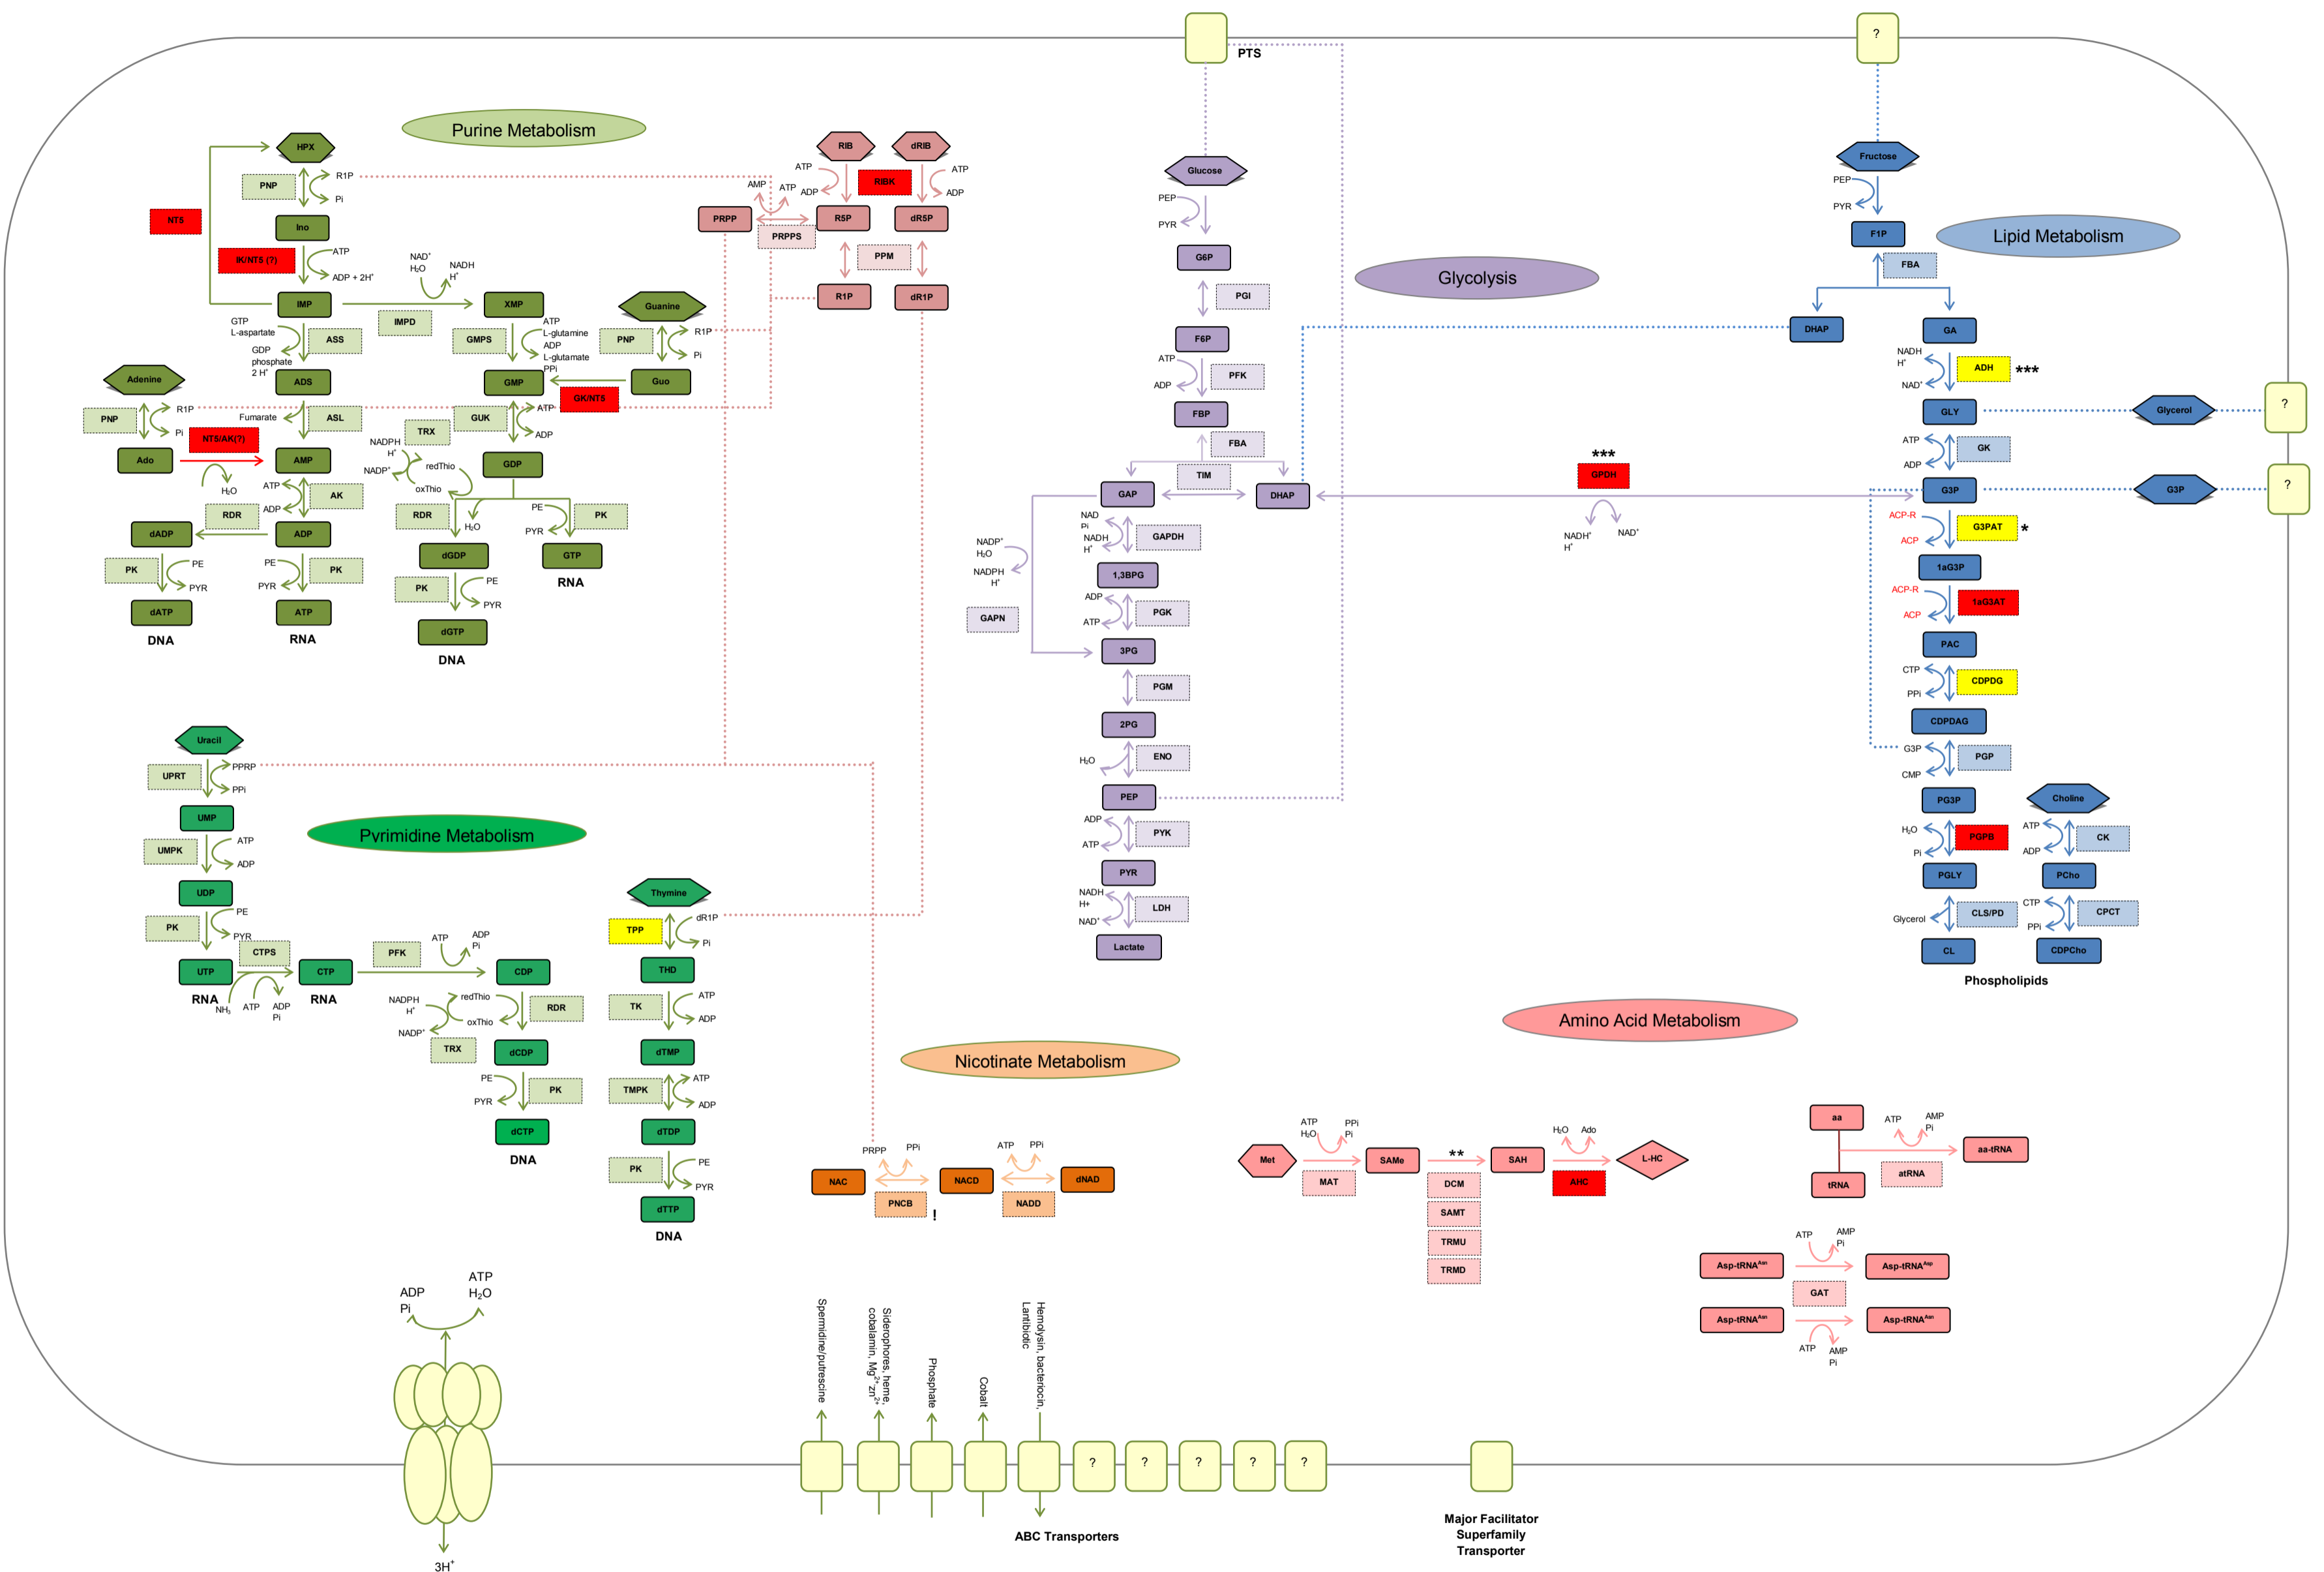 ?
PTS
Purine Metabolism
HPX
PNP
R1P
Pi
NT5
Ino
IK/NT5 (?)
ATP
ADP + 2H⁺
IMP
NAD⁺
H₂O
NADH
H⁺
IMPD
XMP
GTP
L-aspartate
ASS
GDP
phosphate
2 H⁺
ADS
ATP
L-glutamine
GMPS
ADP
L-glutamate
PPi
GMP
Guanine
PNP
R1P
Pi
Guo
GK/NT5
Adenine
PNP
R1P
Pi
Ado
NT5/AK(?)
H₂O
Fumarate
ASL
AMP
ATP
ADP
AK
RDR
dADP
ADP
PK
PE
PYR
dATP
DNA
PE
PYR
PK
ATP
RNA
GUK
ATP
ADP
TRX
NADPH
H⁺
NADP⁺
redThio
oxThio
GDP
RDR
H₂O
PE
PYR
PK
dGDP
GTP
RNA
PK
PE
PYR
dGTP
DNA
RIB
dRIB
ATP
ADP
RIBK
ATP
ADP
AMP
ATP
PRPP
PRPPS
R5P
dR5P
PPM
R1P
dR1P
Glucose
PEP
PYR
G6P
PGI
F6P
ATP
ADP
PFK
FBP
FBA
TIM
GAP
DHAP
NAD
Pi
NADH
H⁺
GAPDH
NADP⁺
H₂O
NADPH
H⁺
GAPN
1,3BPG
ADP
ATP
PGK
3PG
PGM
2PG
H₂O
ENO
PEP
ADP
ATP
PYK
PYR
NADH
H+
NAD⁺
LDH
Lactate
Glycolysis
***
GPDH
NADH⁺
H⁺
NAD⁺
?
Fructose
PEP
PYR
F1P
Lipid Metabolism
FBA
DHAP
GA
NADH
H⁺
NAD⁺
ADH
***
GLY
Glycerol
?
ATP
ADP
GK
G3P
G3P
?
ACP-R
ACP
G3PAT
*
1aG3P
ACP-R
ACP
1aG3AT
PAC
CTP
PPi
CDPDG
CDPDAG
G3P
CMP
PGP
PG3P
Choline
H₂O
Pi
PGPB
ATP
ADP
CK
PGLY
PCho
Glycerol
CLS/PD
CTP
PPi
CPCT
CL
CDPCho
Phospholipids
Uracil
UPRT
PPRP
PPi
UMP
Pyrimidine Metabolism
UMPK
ATP
ADP
UDP
PK
PE
PYR
CTPS
UTP
RNA
NH₃
ATP
ADP
Pi
CTP
RNA
PFK
ATP
ADP
Pi
CDP
NADPH
H⁺
NADP⁺
redThio
oxThio
TRX
RDR
dCDP
PE
PYR
PK
dCTP
DNA
Thymine
TPP
dR1P
Pi
THD
TK
ATP
ADP
dTMP
TMPK
ATP
ADP
dTDP
PK
PE
PYR
dTTP
DNA
Nicotinate Metabolism
PRPP
PPi
ATP
PPi
NAC
PNCB
!
NACD
NADD
dNAD
Amino Acid Metabolism
Met
ATP
H₂O
PPi
Pi
MAT
SAMe
**
DCM
SAMT
TRMU
TRMD
SAH
H₂O
Ado
AHC
L-HC
aa
tRNA
ATP
AMP
Pi
atRNA
aa-tRNA
ATP
AMP
Pi
Asp-tRNAᴬˢⁿ
Asp-tRNAᴬˢᵖ
GAT
Asp-tRNAᴬˢⁿ
Asp-tRNAᴬˢⁿ
ATP
AMP
Pi
ADP
Pi
ATP
H₂O
3H⁺
Spermidine/putrescine
Siderophores, heme,
cobalamin, Mg²⁺ zn²⁺
Phosphate
Cobalt
Hemolysin, bacteriocin,
Lantibiotic
?
?
?
?
?
ABC Transporters
Major Facilitator
Superfamily
Transporter